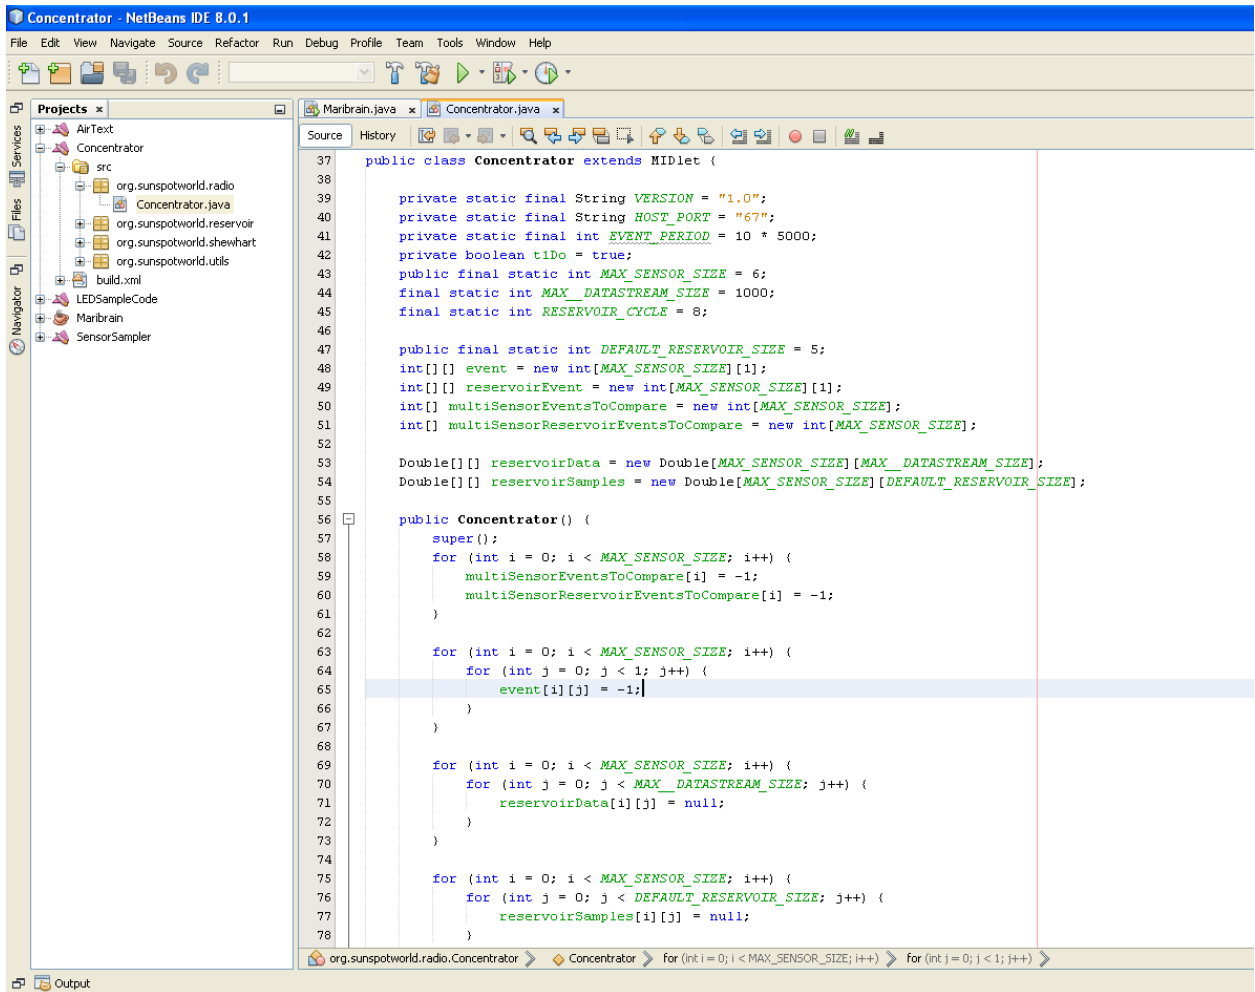 Concentrator - NetBeans IDE 8.0.1
File Edit View Navigate Source Refactor Run Debug Profile Team Tools Window Help
Projects
Services
Files
Navigator
AirText
Concentrator
src
org.sunspotworld.radio
Concentrator.java
org.sunspotworld.reservoir
org.sunspotworld.shewhart
org.sunspotworld.utils
build.xml
LEDSampleCode
Maribrain
SensorSampler
Maribrain.java Concentrator.java
Source History
37 public class Concentrator extends MIDlet {
38
39 private static final String VERSION = "1.0";
40 private static final String HOST_PORT = "67";
41 private static final int EVENT_PERIOD = 10 * 5000;
42 private boolean t1Do = true;
43 public final static int MAX_SENSOR_SIZE = 6;
44 final static int MAX__DATASTREAM_SIZE = 1000;
45 final static int RESERVOIR_CYCLE = 8;
46
47 public final static int DEFAULT_RESERVOIR_SIZE = 5;
48 int[][] event = new int[MAX_SENSOR_SIZE][1];
49 int[][] reservoirEvent = new int[MAX_SENSOR_SIZE][1];
50 int[] multiSensorEventsToCompare = new int[MAX_SENSOR_SIZE];
51 int[] multiSensorReservoirEventsToCompare = new int[MAX_SENSOR_SIZE];
52
53 Double[][] reservoirData = new Double[MAX_SENSOR_SIZE][MAX__DATASTREAM_SIZE];
54 Double[][] reservoirSamples = new Double[MAX_SENSOR_SIZE][DEFAULT_RESERVOIR_SIZE];
55
56 public Concentrator() {
57 super();
58 for (int i = 0; i < MAX_SENSOR_SIZE; i++) {
59 multiSensorEventsToCompare[i] = -1;
60 multiSensorReservoirEventsToCompare[i] = -1;
61 }
62
63 for (int i = 0; i < MAX_SENSOR_SIZE; i++) {
64 for (int j = 0; j < 1; j++) {
65 event[i][j] = -1;
66 }
67 }
68
69 for (int i = 0; i < MAX_SENSOR_SIZE; i++) {
70 for (int j = 0; j < MAX__DATASTREAM_SIZE; j++) {
71 reservoirData[i][j] = null;
72 }
73 }
74
75 for (int i = 0; i < MAX_SENSOR_SIZE; i++) {
76 for (int j = 0; j < DEFAULT_RESERVOIR_SIZE; j++) {
77 reservoirSamples[i][j] = null;
78 }
org.sunspotworld.radio.Concentrator Concentrator for (int i = 0; i < MAX_SENSOR_SIZE; i++) for (int j = 0; j < 1; j++)
Output